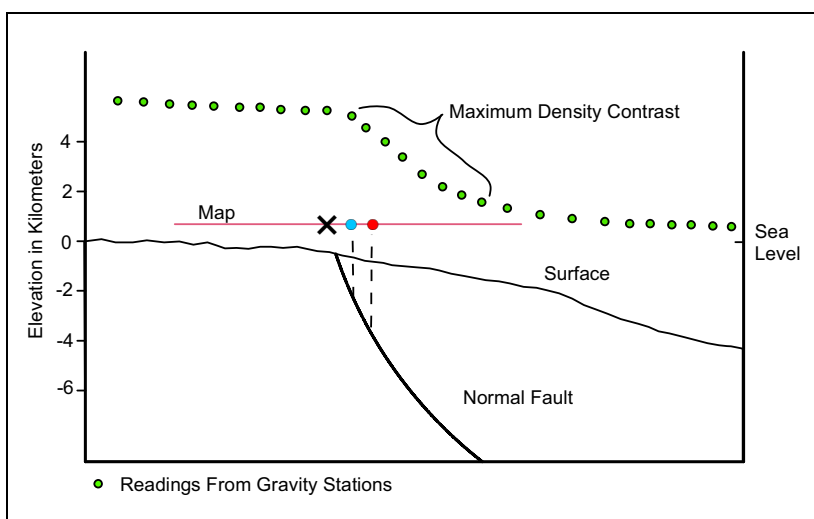 Maximum Density Contrast
Elevation in Kilometers
4
2
0
-2
-4
-6
Map
Sea
Level
Surface
Normal Fault
Readings From Gravity Stations